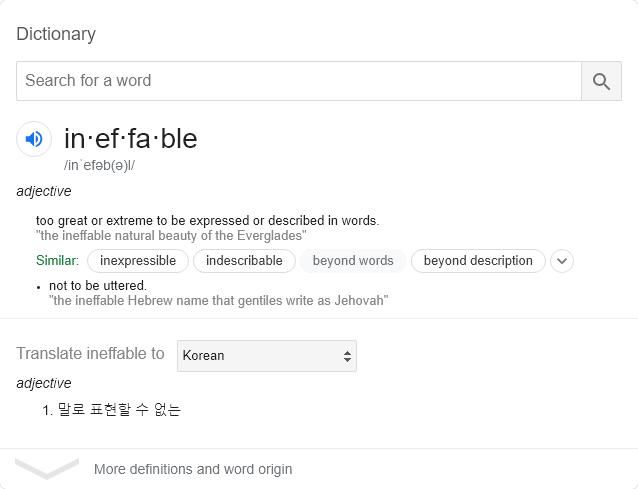 Dictionary
Search for a word
in·ef·fa·ble
/inˈefəb(ə)l/
adjective
too great or extreme to be expressed or described in words.
"the ineffable natural beauty of the Everglades"
Similar: inexpressible indescribable beyond words beyond description
• not to be uttered.
"the ineffable Hebrew name that gentiles write as Jehovah"
Translate ineffable to Korean
adjective
1. 말로 표현할 수 없는
More definitions and word origin